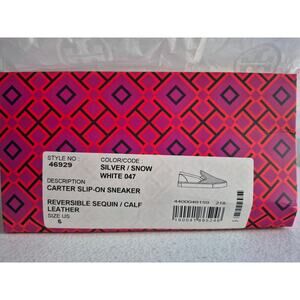 STYLE NO
46929
COLOR/CODE
SILVER / SNOW
WHITE 047
DESCRIPTION
CARTER SLIP-ON SNEAKER
REVERSIBLE SEQUIN / CALF
LEATHER
SIZE US